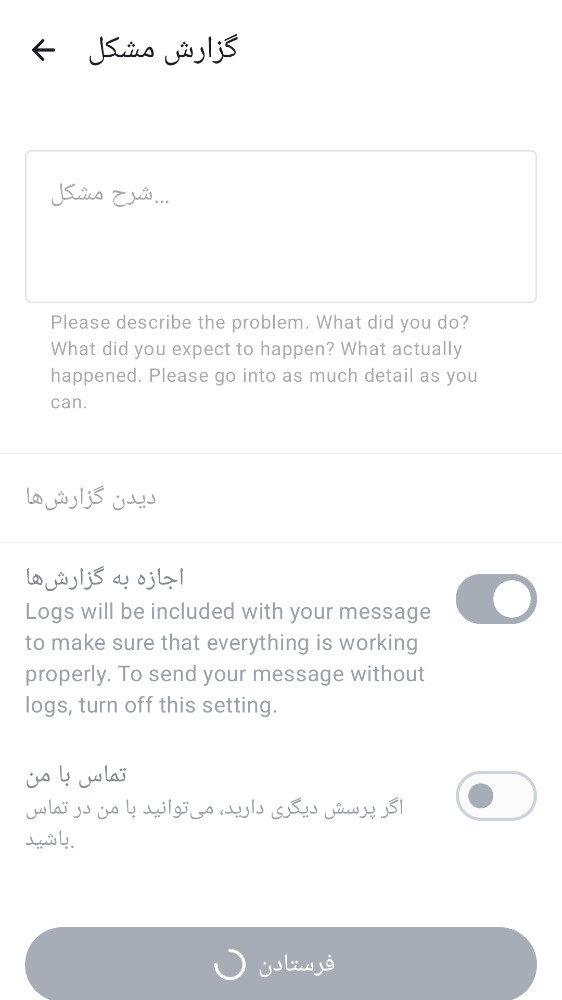 گزارش مشکل
شرح مشکل...
Please describe the problem. What did you do?
What did you expect to happen? What actually
happened. Please go into as much detail as you
can.
دیدن گزارش‌ها
اجازه به گزارش‌ها
Logs will be included with your message
to make sure that everything is working
properly. To send your message without
logs, turn off this setting.
تماس با من
اگر پرسش دیگری دارید، می‌توانید با من در تماس
باشید.
فرستادن